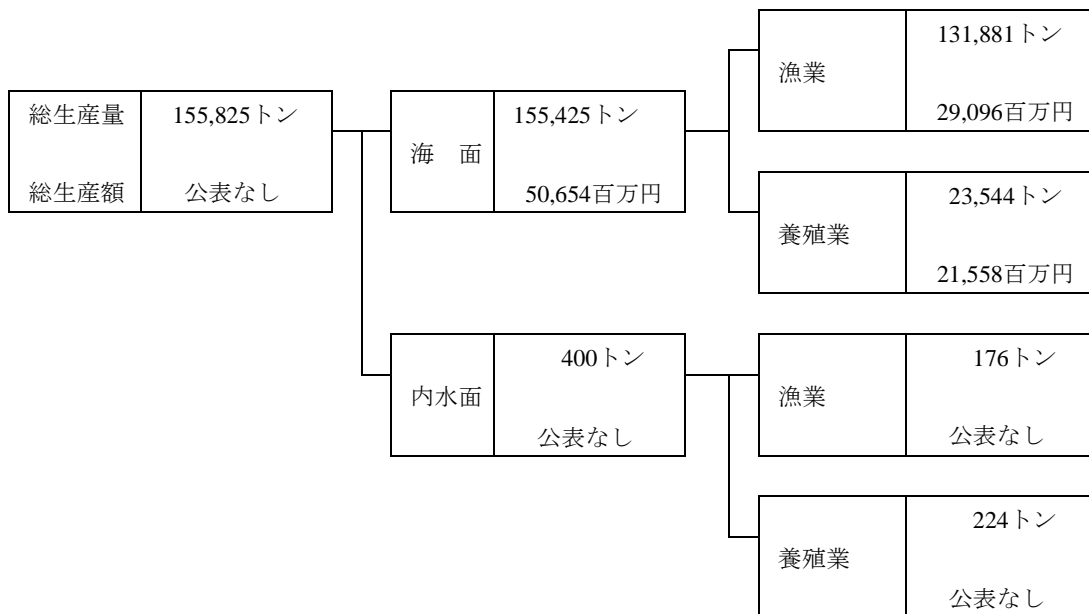 総生産量 155,825トン
総生産額 公表なし
海　面
155,425トン
50,654百万円
漁業
131,881トン
29,096百万円
養殖業
23,544トン
21,558百万円
内水面
400トン
公表なし
漁業
176トン
公表なし
養殖業
224トン
公表なし